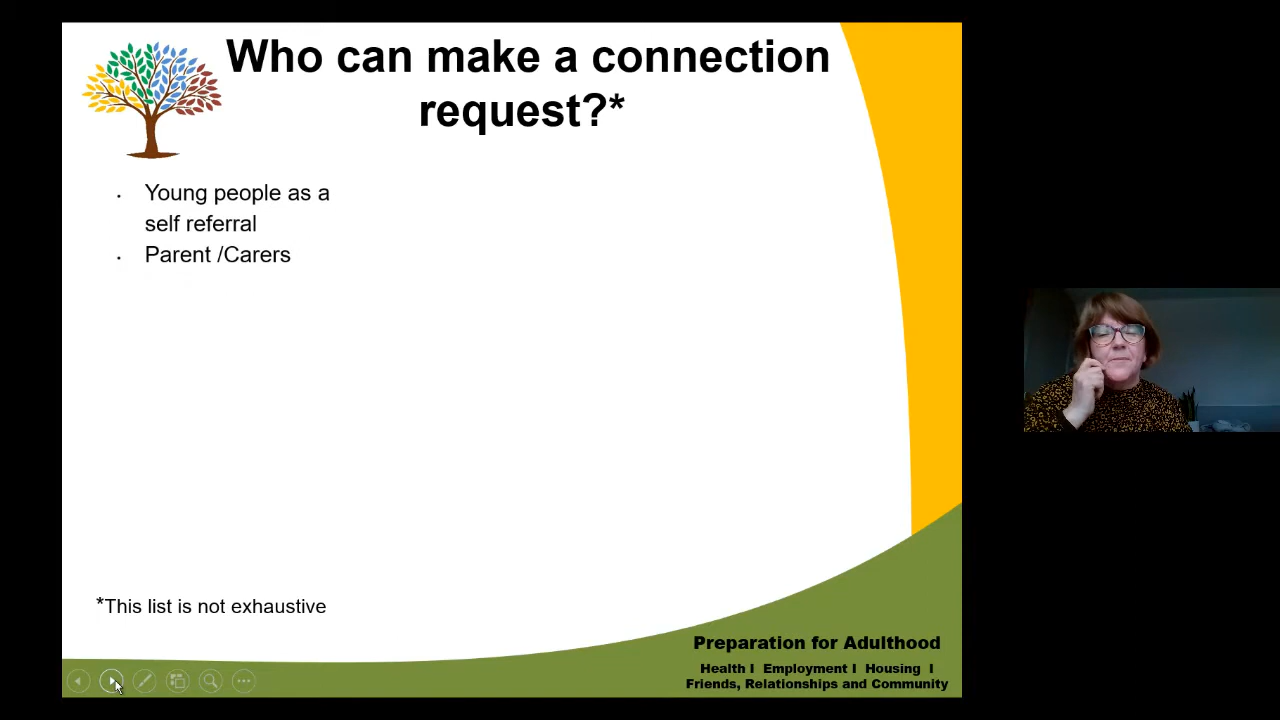 Who can make a connection
request?*
· Young people as a
self referral
· Parent /Carers
*This list is not exhaustive
Preparation for Adulthood
Health I Employment I Housing I
Friends, Relationships and Community